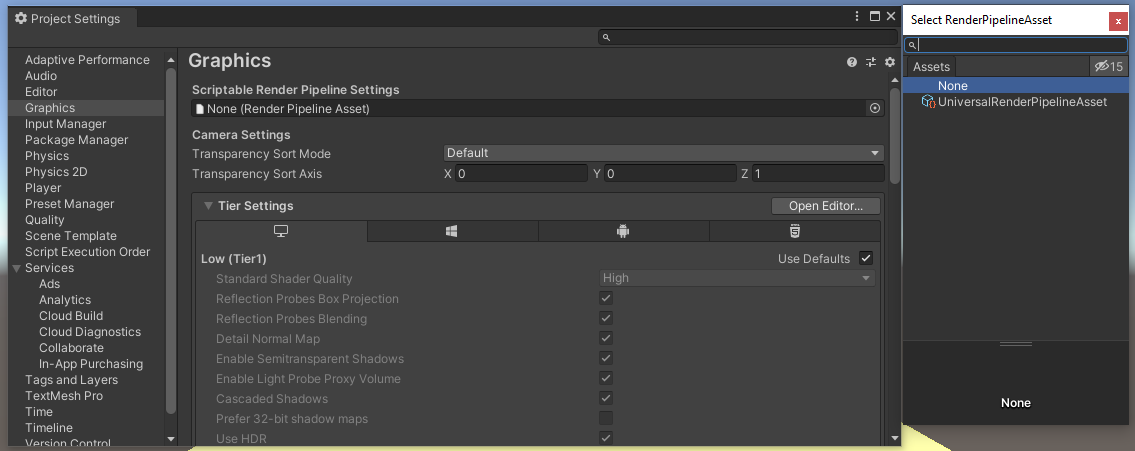 Project Settings
Adaptive Performance
Audio
Editor
Graphics
Input Manager
Package Manager
Physics
Physics 2D
Player
Preset Manager
Quality
Scene Template
Script Execution Order
Services
Ads
Analytics
Cloud Build
Cloud Diagnostics
Collaborate
In-App Purchasing
Tags and Layers
TextMesh Pro
Time
Timeline
Version Control
Graphics
Scriptable Render Pipeline Settings
None (Render Pipeline Asset)
Camera Settings
Transparency Sort Mode Default
Transparency Sort Axis X 0 Y 0 Z 1
Tier Settings Open Editor...
Low (Tier1) Use Defaults
Standard Shader Quality High
Reflection Probes Box Projection
Reflection Probes Blending
Detail Normal Map
Enable Semitransparent Shadows
Enable Light Probe Proxy Volume
Cascaded Shadows
Prefer 32-bit shadow maps
Use HDR
Select RenderPipelineAsset x
Assets 15
None
UniversalRenderPipelineAsset
None